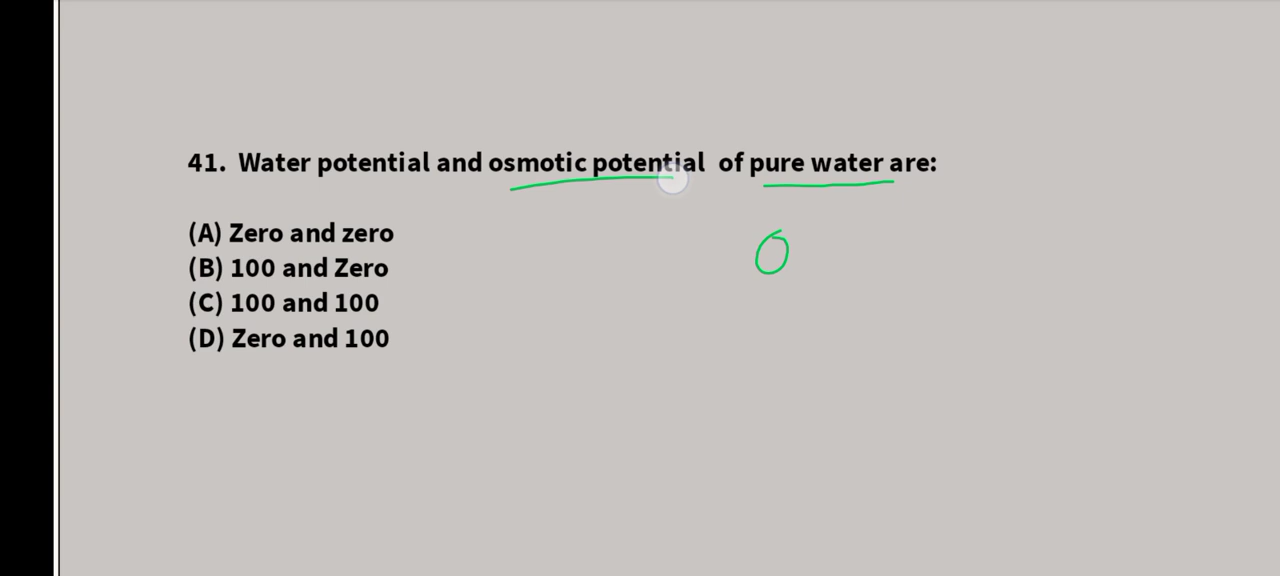 41. Water potential and osmotic potential of pure water are:
(A) Zero and zero
(B) 100 and Zero
(C) 100 and 100
(D) Zero and 100
0